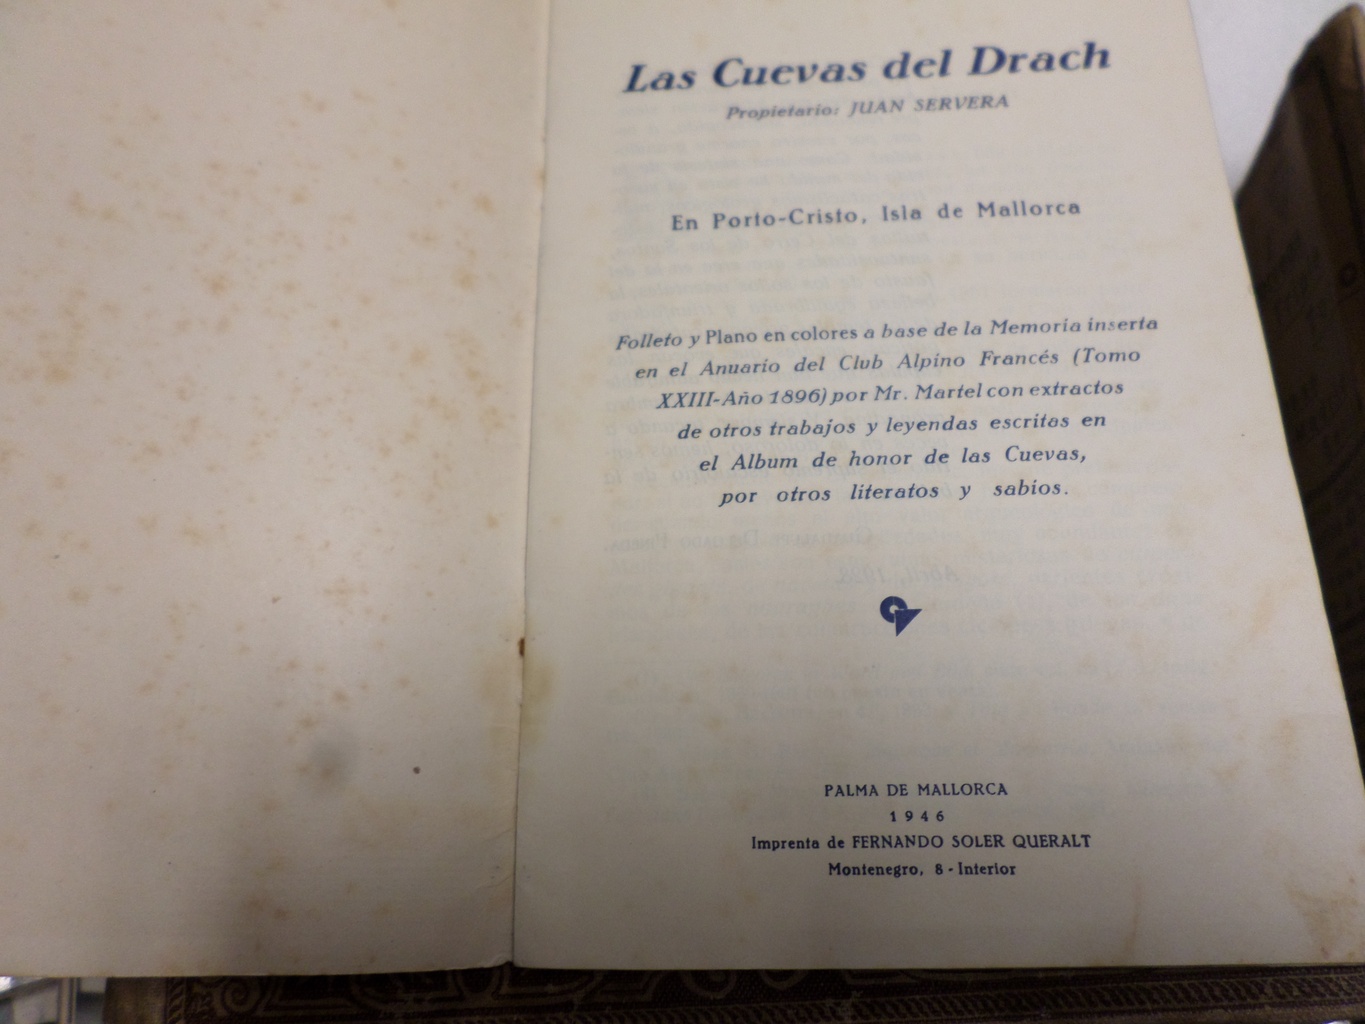 Las Cuevas del Drach
Propietario: JUAN SERVERA
En Porto-Cristo, Isla de Mallorca
Folleto y Plano en colores a base de la Memoria inserta
en el Anuario del Club Alpino Francés (Tomo
XXIII-Año 1896) por Mr. Martel con extractos
de otros trabajos y leyendas escritas en
el Album de honor de las Cuevas,
por otros literatos y sabios.
PALMA DE MALLORCA
1946
Imprenta de FERNANDO SOLER QUERALT
Montenegro, 8 - Interior